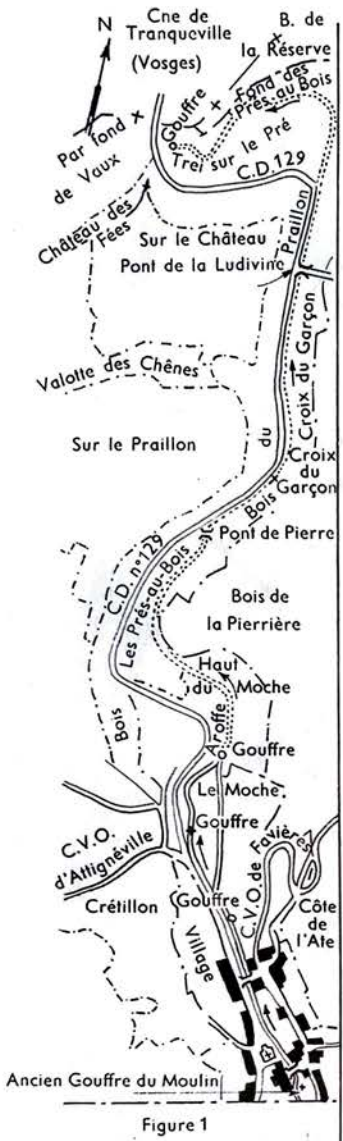 Cne de
Tranqueville
(Vosges)
B. de
la Réserve
N
Gouffre
Fond des
Prés-au-Bois
Par fond
de Vaux
Trei sur le Pré
C.D. 129
Château des
Fées
Sur le Château
Pont de la Ludivine
Praillon
Croix du Garçon
Valotte des Chênes
du
Sur le Praillon
Croix
du
Garçon
Bois
Pont de Pierre
C.D. n° 129
Les Prés-au-Bois
Bois de
la Pierrière
Haut
du Moche
Bois
roffe
Gouffre
Le Moche
Gouffre
C.V.O.
d'Attignéville
C.V.O. de Favières
Crétillon
Gouffre
Côte
de
l'Ate
Village
Ancien Gouffre du Moulin
Figure 1